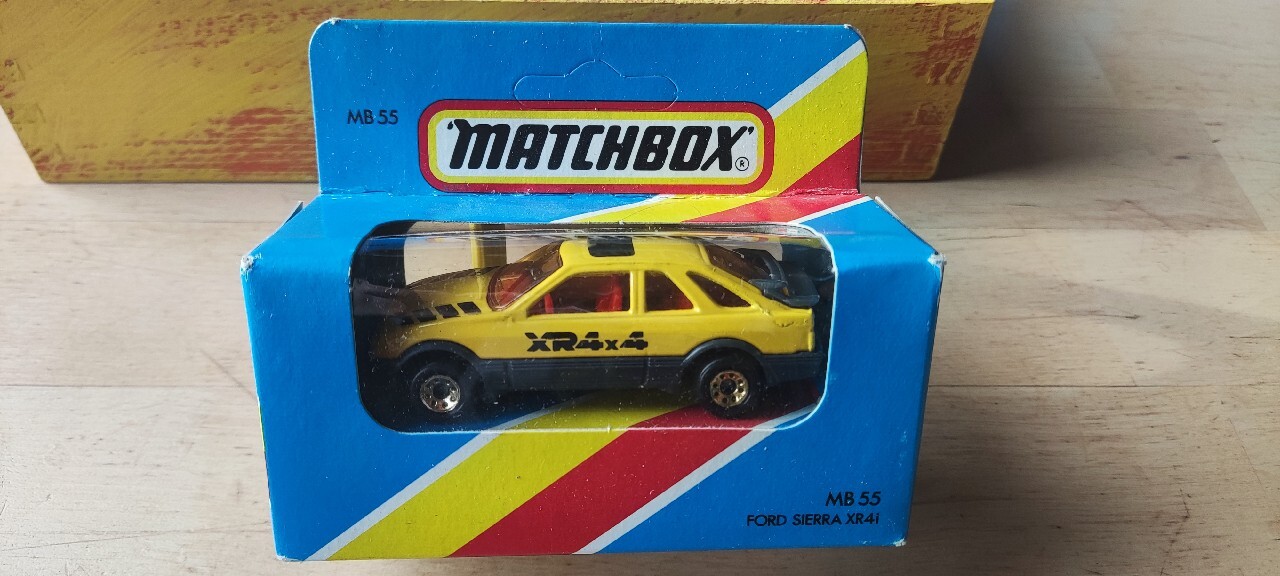 MB 55
'MATCHBOX'®
XR4x4
MB 55
FORD SIERRA XR4i